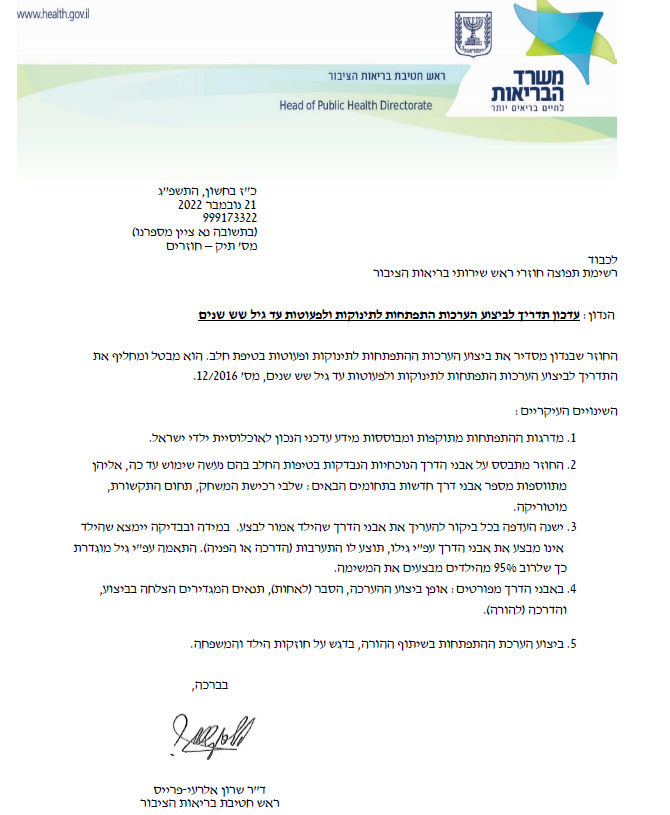 www.health.gov.il
משרד
הבריאות
לחיים בריאים יותר
ראש חטיבת בריאות הציבור
Head of Public Health Directorate
כ"ז בחשון, התשפ"ג
21 נובמבר 2022
999173322
(בתשובה נא ציין מספרנו)
מס' תיק – חוזרים
לכבוד
רשימת תפוצה חוזרי ראש שירותי בריאות הציבור
הנדון: עדכון תדריך לביצוע הערכות התפתחות לתינוקות ולפעוטות עד גיל שש שנים
החוזר שבנדון מסדיר את ביצוע הערכות ההתפתחות לתינוקות ופעוטות בטיפת חלב. הוא מבטל ומחליף את
התדריך לביצוע הערכות התפתחות לתינוקות ולפעוטות עד גיל שש שנים, מס' 12/2016.
השינויים העיקריים:
1. מדרגות ההתפתחות מתוקפות ומבוססות מידע עדכני הנכון לאוכלוסיית ילדי ישראל.
2. החוזר מתבסס על אבני הדרך הנוכחיות הנבדקות בטיפות החלב בהם נעשה שימוש עד כה, אליהן
מתווספות מספר אבני דרך חדשות בתחומים הבאים: שלבי רכישת המשחק, תחום התקשורת,
מוטוריקה.
3. ישנה העדפה בכל ביקור להעריך את אבני הדרך שהילד אמור לבצע. במידה ובבדיקה יימצא שהילד
אינו מבצע את אבני הדרך עפ"י גילו, תוצע לו התערבות (הדרכה או הפניה). התאמה עפ"י גיל מוגדרת
כך שלרוב 95% מהילדים מבצעים את המשימה.
4. באבני הדרך מפורטים: אופן ביצוע ההערכה, הסבר (לאחות), תנאים המגדירים הצלחה בביצוע,
והדרכה (להורה).
5. ביצוע הערכת ההתפתחות בשיתוף ההורה, בדגש על חוזקות הילד והמשפחה.
בברכה,
ד"ר שרון אלרעי-פרייס
ראש חטיבת בריאות הציבור